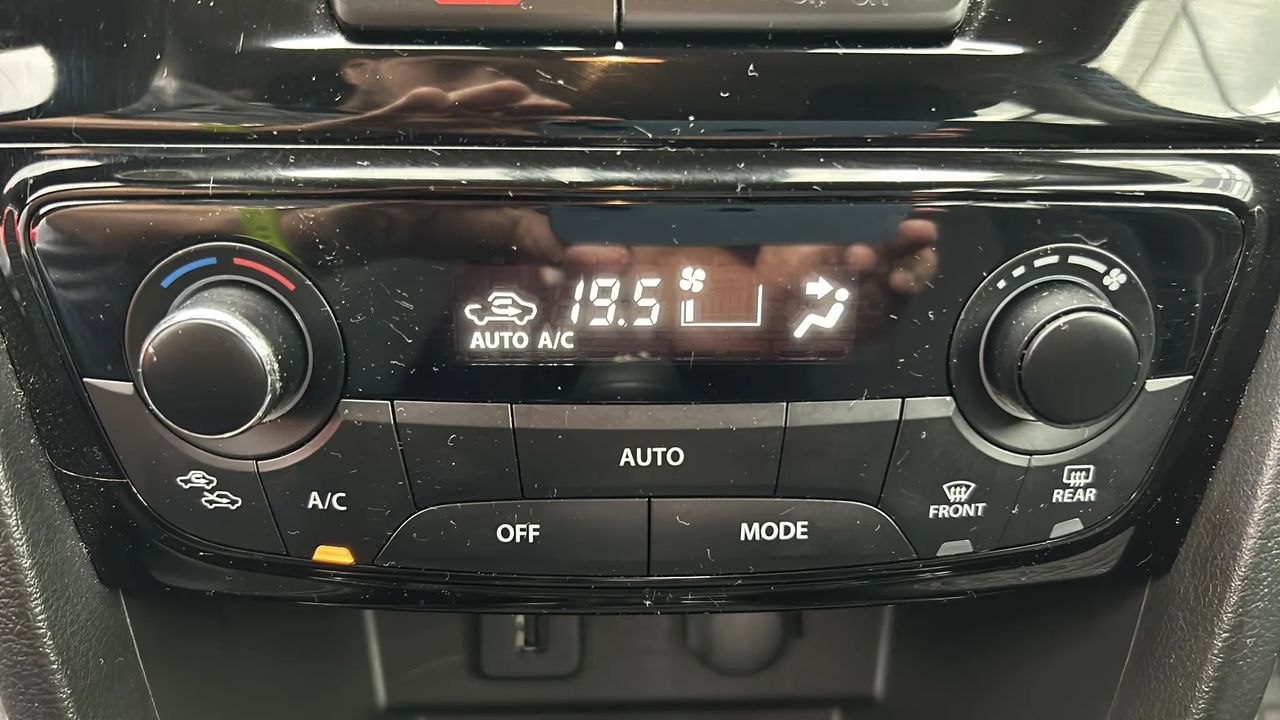 19.5
AUTO A/C
AUTO
A/C
OFF
MODE
FRONT
REAR